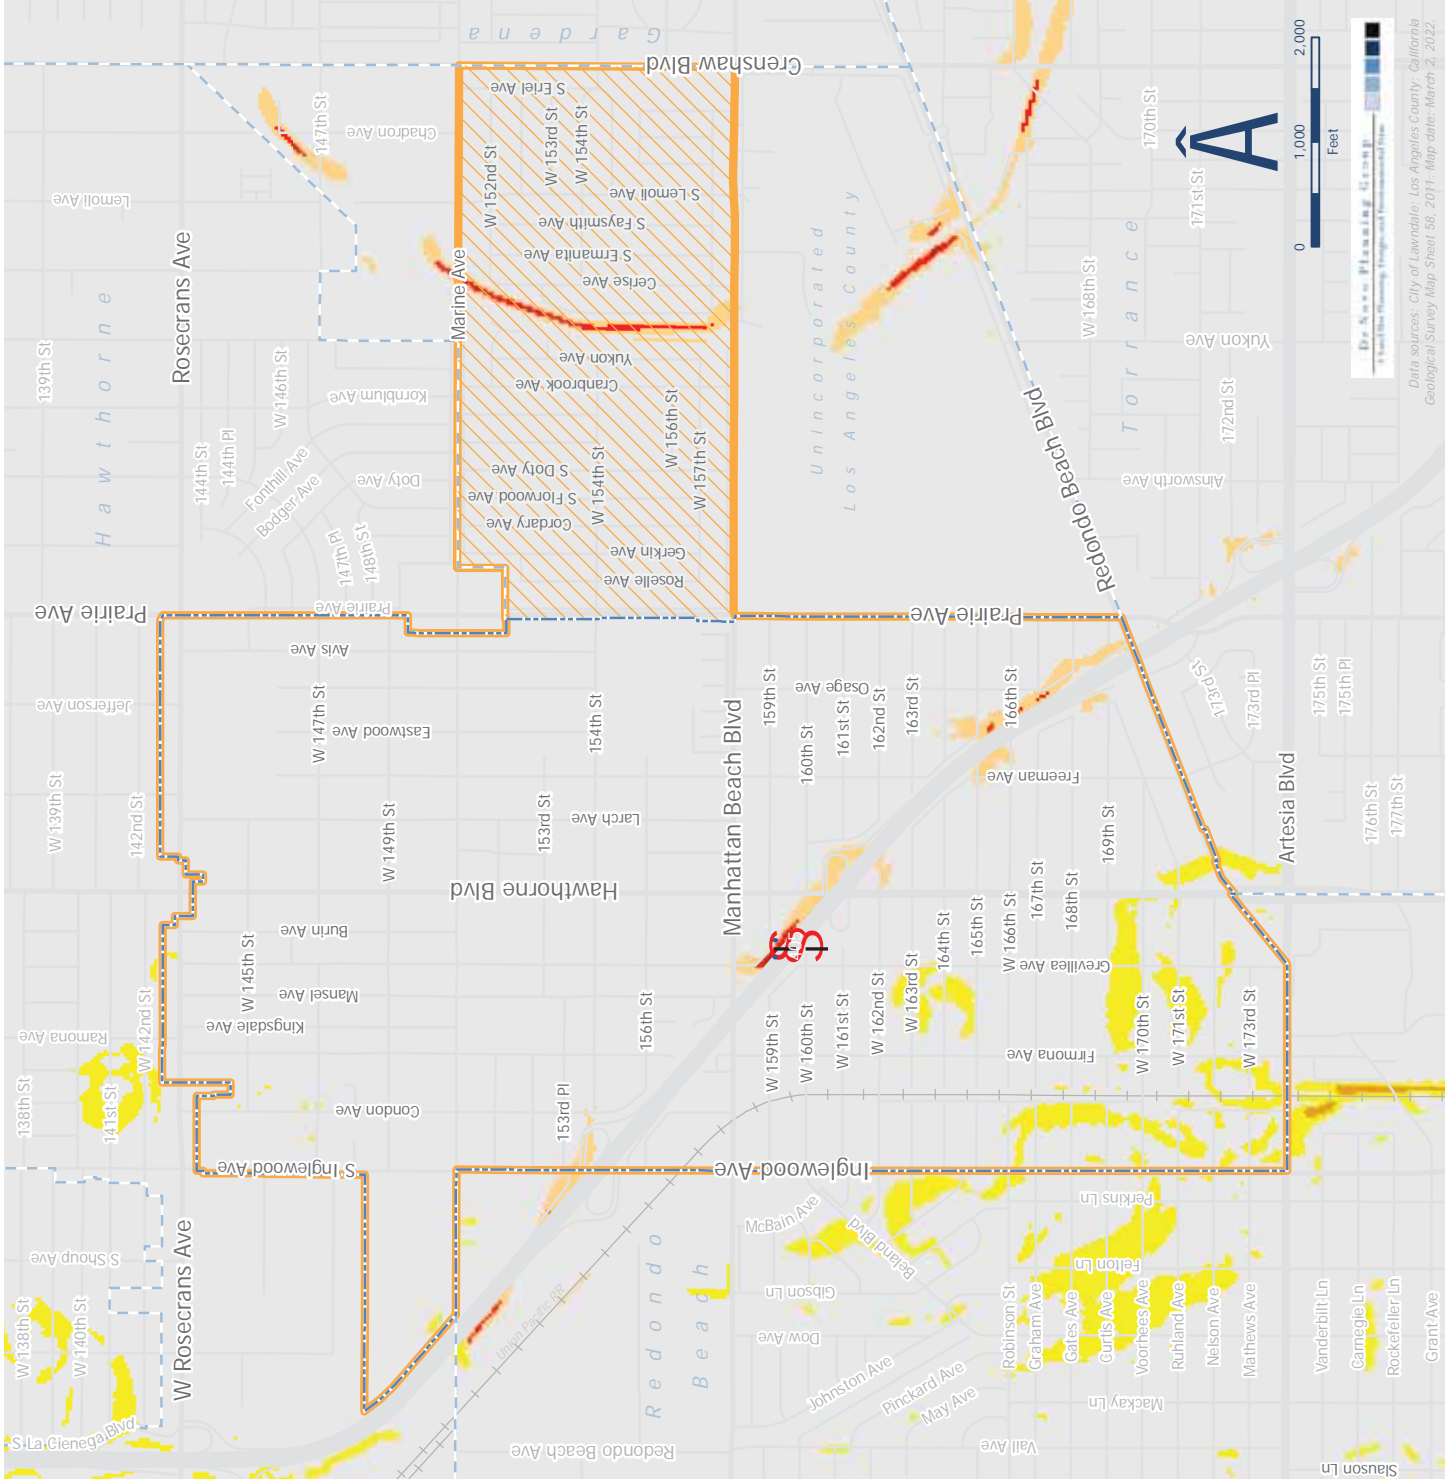 Gardena
Crenshaw Blvd
S Eriel Ave
147th St
Chadron Ave
W 153rd St
W 154th St
W 152nd St
170th St
2,000
1,000
0
Feet
Lemoli Ave
S Lemoli Ave
171st St
S Faysmith Ave
Rosecrans Ave
Marine Ave
S Ermanita Ave
Cerise Ave
Unincorporated
Los Angeles County
Torrance
W 168th St
Hawthorne
139th St
W 146th St
Yukon Ave
Yukon Ave
Kornblum Ave
Cranbrook Ave
W 156th St
172nd St
De Novo Planning Group
Data sources: City of Lawndale; Los Angeles County; California
Geological Survey Map Sheet 58, 2011. Map date: March 2, 2022.
144th St
144th Pl
Fonthill Ave
Bodger Ave
Doty Ave
S Doty Ave
S Florwood Ave
W 154th St
W 157th St
Cordary Ave
Ainsworth Ave
Redondo Beach Blvd
147th Pl
148th St
Gerkin Ave
Roselle Ave
Prairie Ave
Prairie Ave
Prairie Ave
Avis Ave
Jefferson Ave
W 147th St
Eastwood Ave
154th St
Manhattan Beach Blvd
159th St
Osage Ave
160th St
161st St
162nd St
163rd St
166th St
173rd St
173rd Pl
175th St
175th Pl
W 139th St
142nd St
W 149th St
153rd St
Larch Ave
Freeman Ave
169th St
Artesia Blvd
176th St
177th St
Hawthorne Blvd
Burin Ave
W 145th St
Mansel Ave
Kingsdale Ave
164th St
165th St
W 166th St
167th St
168th St
Grevillea Ave
W 142nd St
Ramona Ave
156th St
W 159th St
W 160th St
W 161st St
W 162nd St
W 163rd St
Firmona Ave
W 170th St
W 171st St
W 173rd St
138th St
141st St
Condon Ave
153rd Pl
S Inglewood Ave
Inglewood Ave
Perkins Ln
McBain Ave
Beland Blvd
W Rosecrans Ave
S Shoup Ave
Redondo
Beach
Gibson Ln
Felton Ln
W 138th St
W 140th St
Union Pacific RR
Dow Ave
Robinson St
Graham Ave
Gates Ave
Curtis Ave
Voorhees Ave
Ruhland Ave
Nelson Ave
Mathews Ave
Vanderbilt Ln
Carnegie Ln
Rockefeller Ln
Grant Ave
Johnston Ave
Pinckard Ave
May Ave
Mackay Ln
S La Cienega Blvd
Redondo Beach Ave
Vail Ave
Slauson Ln